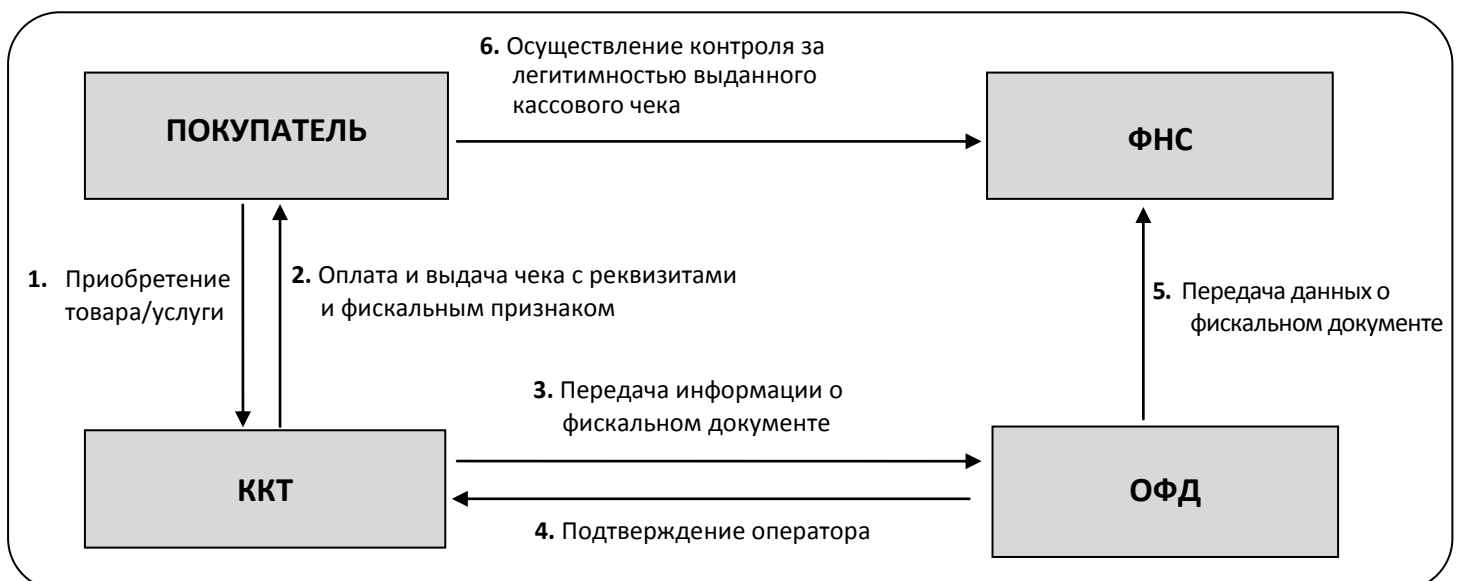 6. Осуществление контроля за
легитимностью выданного
кассового чека
ПОКУПАТЕЛЬ
ФНС
1. Приобретение
товара/услуги
2. Оплата и выдача чека с реквизитами
и фискальным признаком
5. Передача данных о
фискальном документе
3. Передача информации о
фискальном документе
ККТ
ОФД
4. Подтверждение оператора